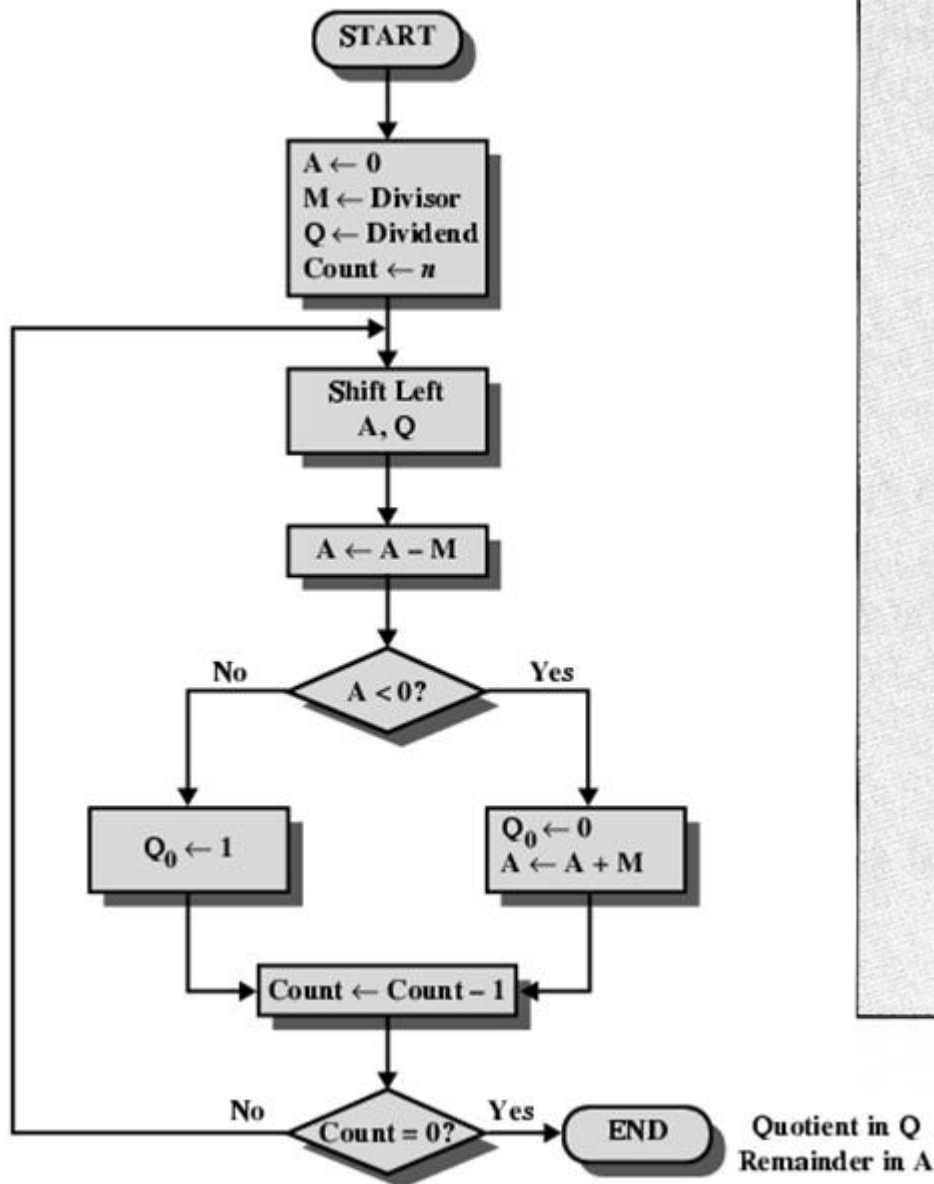 START
A ← 0
M ← Divisor
Q ← Dividend
Count ← n
Shift Left
A, Q
A ← A – M
No
A < 0?
Yes
Q₀ ← 1
Q₀ ← 0
A ← A + M
Count ← Count – 1
No
Count = 0?
Yes
END
Quotient in Q
Remainder in A